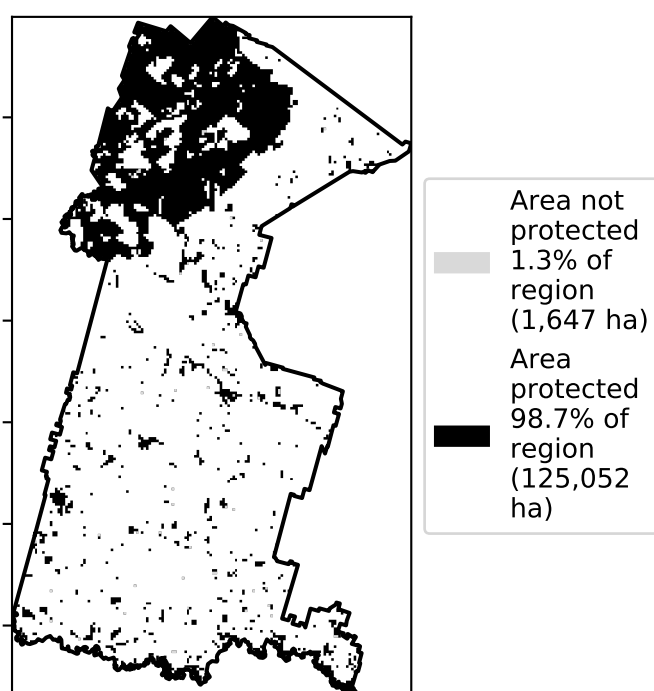 Area not
protected
1.3% of
region
(1,647 ha)
Area
protected
98.7% of
region
(125,052
ha)